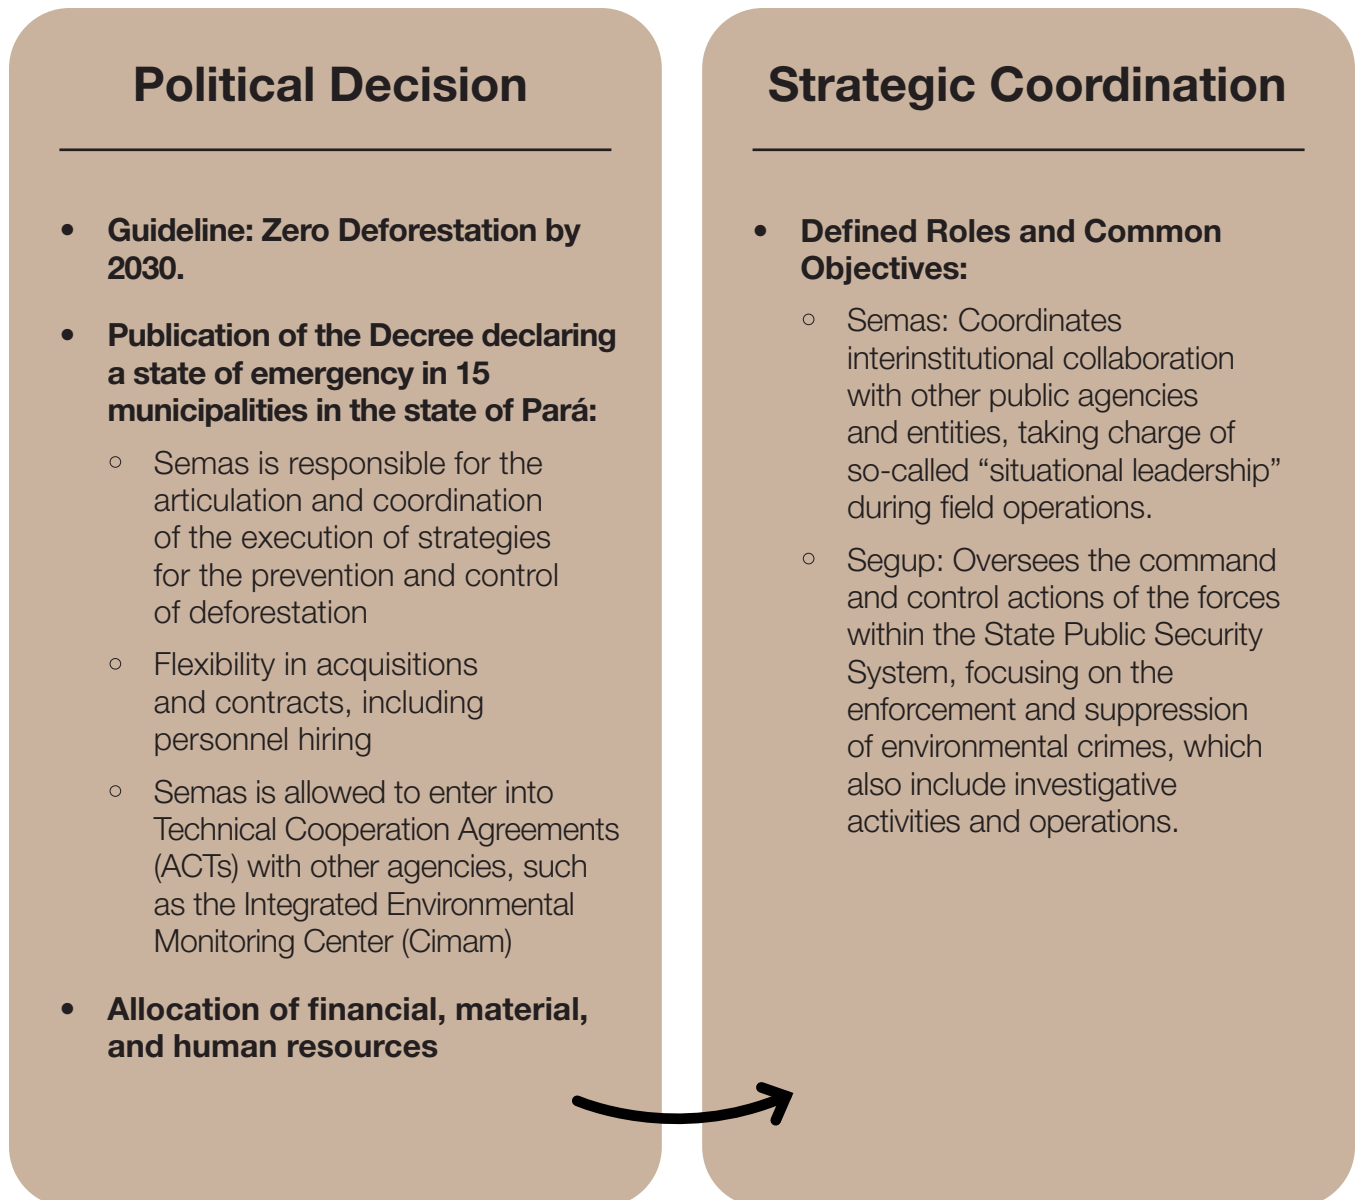 Political Decision
• Guideline: Zero Deforestation by
2030.
• Publication of the Decree declaring
a state of emergency in 15
municipalities in the state of Pará:
○ Semas is responsible for the
articulation and coordination
of the execution of strategies
for the prevention and control
of deforestation
○ Flexibility in acquisitions
and contracts, including
personnel hiring
○ Semas is allowed to enter into
Technical Cooperation Agreements
(ACTs) with other agencies, such
as the Integrated Environmental
Monitoring Center (Cimam)
• Allocation of financial, material,
and human resources
Strategic Coordination
• Defined Roles and Common
Objectives:
○ Semas: Coordinates
interinstitutional collaboration
with other public agencies
and entities, taking charge of
so-called “situational leadership”
during field operations.
○ Segup: Oversees the command
and control actions of the forces
within the State Public Security
System, focusing on the
enforcement and suppression
of environmental crimes, which
also include investigative
activities and operations.